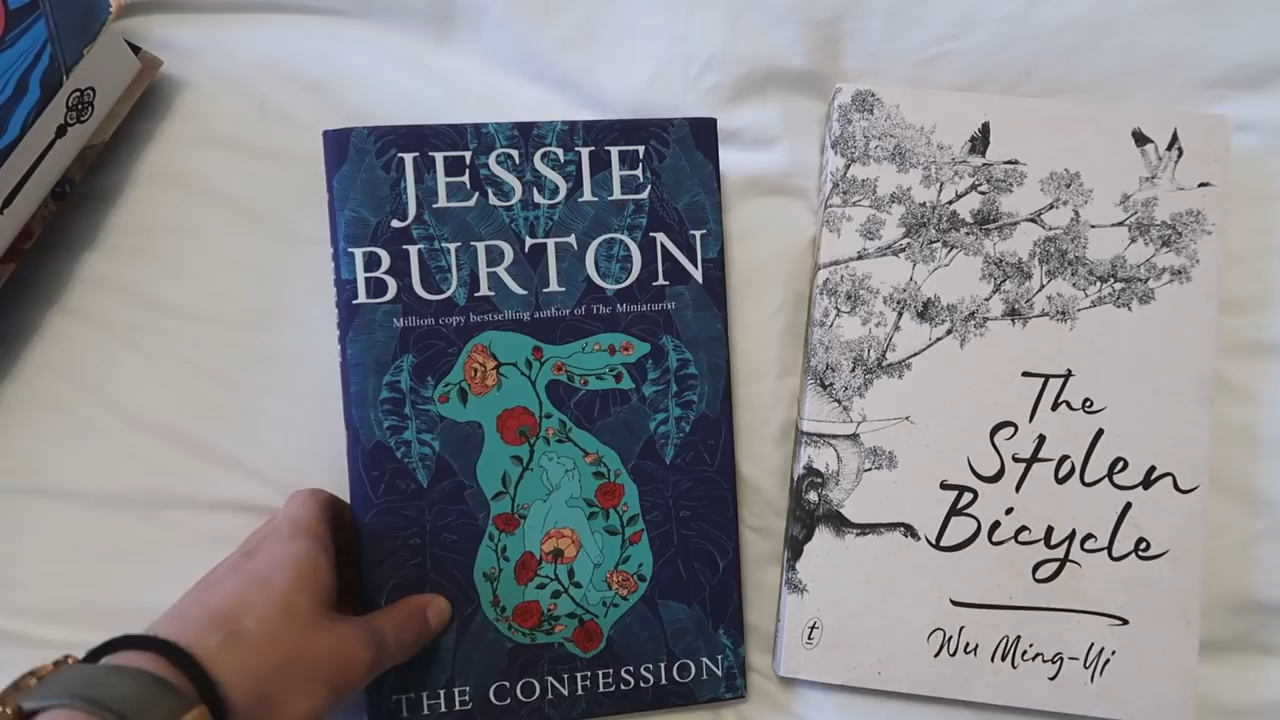 JESSIE
BURTON
Million copy bestselling author of The Miniaturist
THE CONFESSION
The
Stolen
Bicycle
Wu Ming-Yi
t